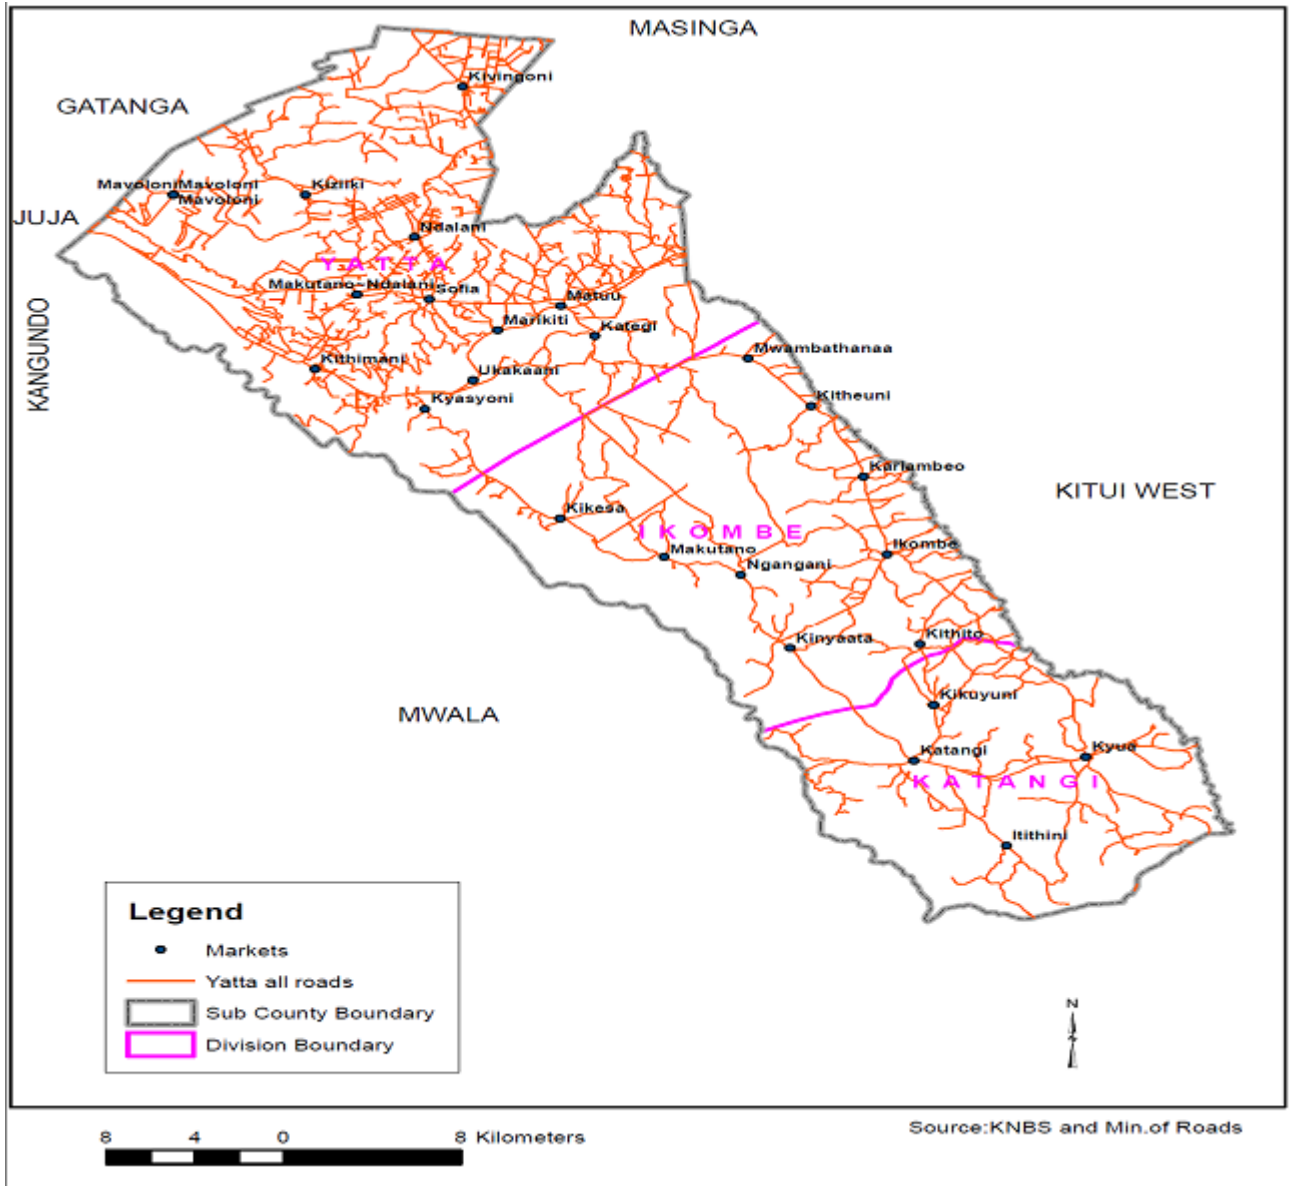 MASINGA
Kivingoni
GATANGA
Mavoloni Mavoloni
Mavoloni
Kiziiki
JUJA
Ndalani
YATTA
Makutano-Ndalani
Sofia
Matuu
KANGUNDO
Marikiti
Kategi
Mwambathanaa
Kithimani
Ukakaani
Kyasyoni
Kitheuni
Karlambeo
KITUI WEST
Kikesa
IKOMBE
Makutano
Ikombe
Ngangani
Kinyaata
Kithito
Kikuyuni
MWALA
Katangi
Kyua
KATANGI
Itithini
Legend
Markets
Yatta all roads
Sub County Boundary
Division Boundary
N
8 4 0 8 Kilometers
Source:KNBS and Min.of Roads